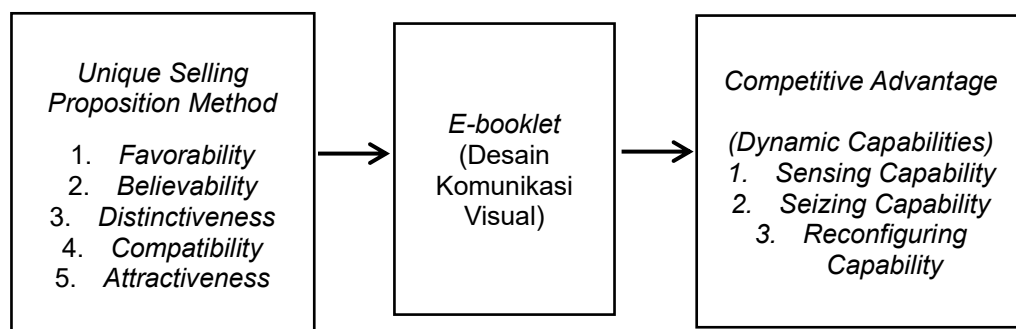 Unique Selling
Proposition Method
1. Favorability
2. Believability
3. Distinctiveness
4. Compatibility
5. Attractiveness
E-booklet
(Desain
Komunikasi
Visual)
Competitive Advantage
(Dynamic Capabilities)
1. Sensing Capability
2. Seizing Capability
3. Reconfiguring
Capability